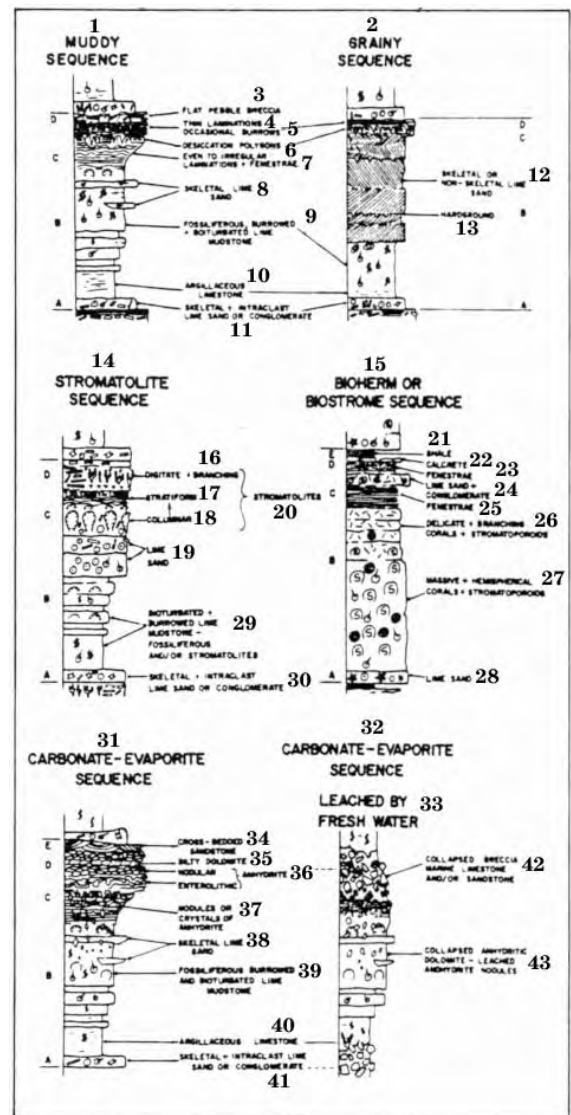 1
MUDDY
SEQUENCE
3
FLAT PEBBLE BRECCIA
THIN LAMINATIONS 4
OCCASIONAL BURROWS 5
DESICCATION POLYGONS 6
EVEN TO IRREGULAR
LAMINATIONS + FENESTRAE 7
SKELETAL LIME 8
SAND
9
FOSSILIFEROUS, BURROWED
+ BOITURBATED LIME
MUDSTONE
10
ARGILLACEOUS
LIMESTONE
SKELETAL + INTRACLAST
LIME SAND OR CONGLOMERATE
11
D
C
B
A
2
GRAINY
SEQUENCE
D
C
SKELETAL OR 12
NON-SKELETAL LIME
SAND
HARDGROUND
13
B
A
14
STROMATOLITE
SEQUENCE
16
DIGITATE + BRANCHING
STRATIFORM 17
STROMATOLITES
COLUMNAR 18
20
LIME 19
SAND
BIOTURBATED +
BURROWED LIME 29
MUDSTONE -
FOSSILIFEROUS
AND/OR STROMATOLITES
SKELETAL + INTRACLAST 30
LIME SAND OR CONGLOMERATE
D
C
B
A
15
BIOHERM OR
BIOSTROME SEQUENCE
21
SHALE
CALCRETE 22
FENESTRAE 23
LIME SAND +
CONGLOMERATE 24
FENESTRAE 25
DELICATE + BRANCHING 26
CORALS + STROMATOPOROIDS
MASSIVE + HEMISPHERICAL 27
CORALS + STROMATOPOROIDS
LIME SAND 28
E
D
C
B
A
31
CARBONATE-EVAPORITE
SEQUENCE
CROSS-BEDDED 34
SANDSTONE
SILTY DOLOMITE 35
NODULAR
ANHYDRITE 36
ENTEROLITHIC
NODULES OR 37
CRYSTALS OF
ANHYDRITE
SKELETAL LIME 38
SAND
FOSSILIFEROUS BURROWED 39
AND BIOTURBATED LIME
MUDSTONE
40
ARGILLACEOUS LIMESTONE
SKELETAL + INTRACLAST LIME
SAND OR CONGLOMERATE
41
E
D
C
B
A
32
CARBONATE-EVAPORITE
SEQUENCE
LEACHED BY 33
FRESH WATER
COLLAPSED BRECCIA 42
MARINE LIMESTONE
AND/OR SANDSTONE
COLLAPSED ANHYDRITIC
DOLOMITE - LEACHED 43
ANDHYDRITE NODULES